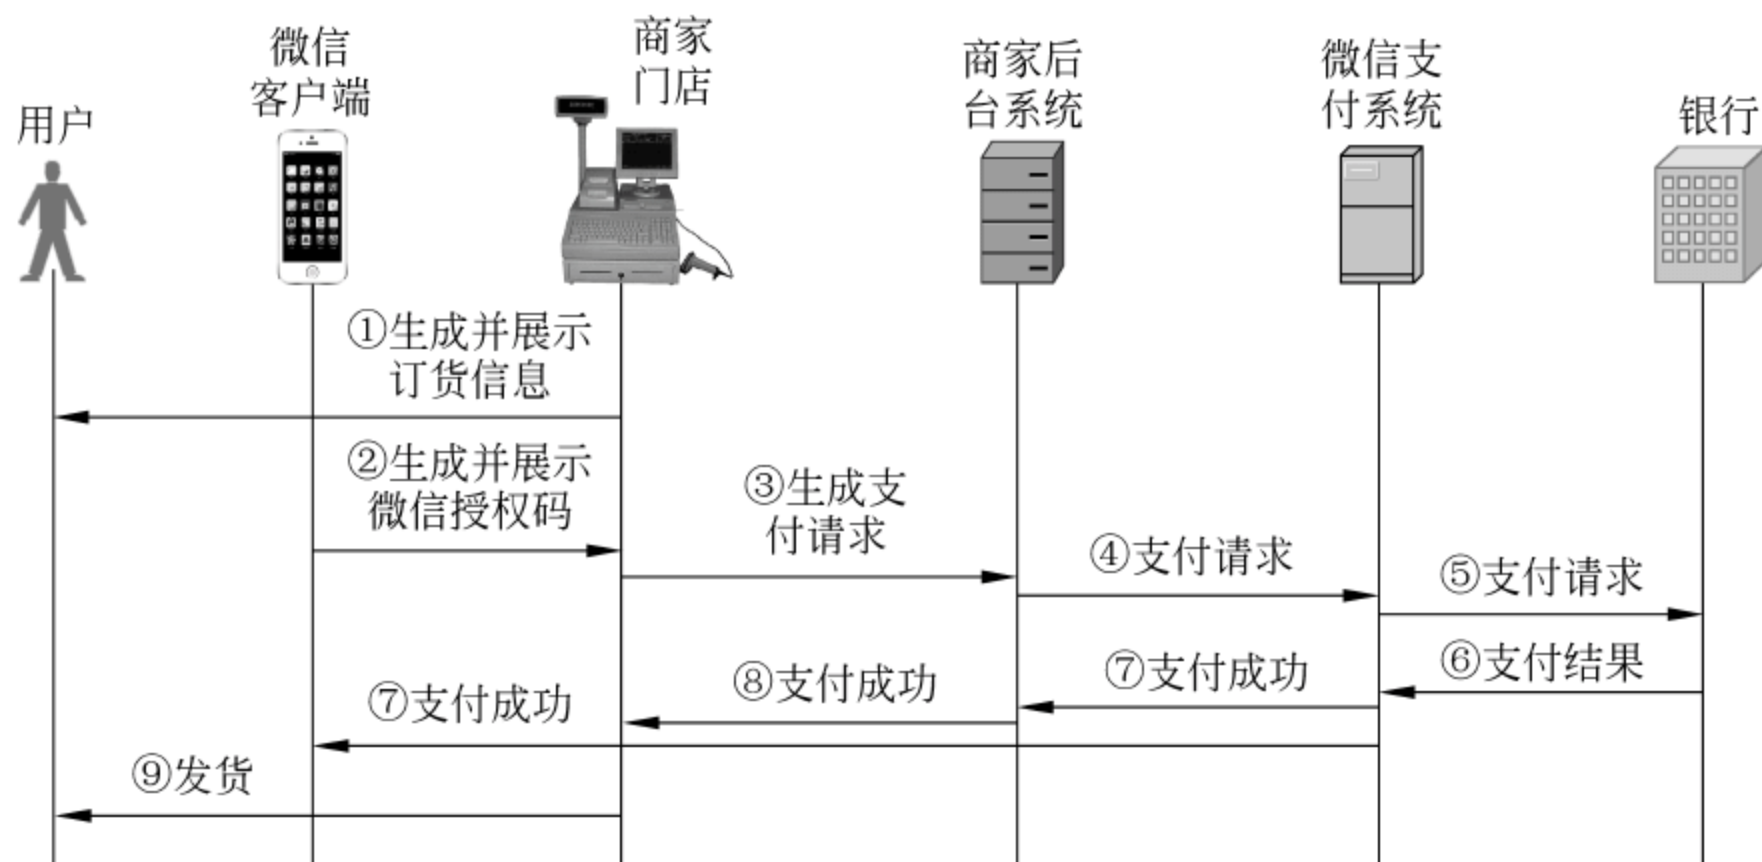 用户
微信
客户端
商家
门店
商家后
台系统
微信支
付系统
银行
①生成并展示
订货信息
②生成并展示
微信授权码
③生成支
付请求
④支付请求
⑤支付请求
⑥支付结果
⑦支付成功
⑧支付成功
⑦支付成功
⑨发货